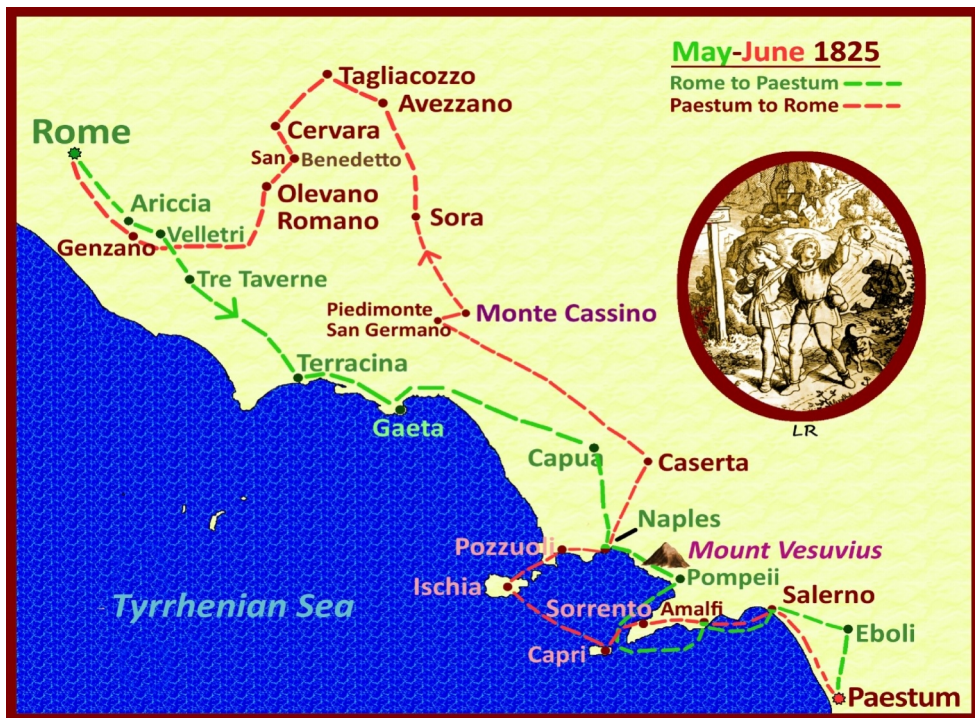 May-June 1825
Rome to Paestum
Paestum to Rome
Tagliacozzo
Avezzano
Rome
Cervara
San Benedetto
Ariccia
Olevano
Romano
Sora
Velletri
Genzano
Tre Taverne
Piedimonte
San Germano
Monte Cassino
Terracina
Gaeta
LR
Capua
Caserta
Naples
Pozzuoli
Mount Vesuvius
Pompeii
Ischia
Tyrrhenian Sea
Sorrento
Amalfi
Salerno
Eboli
Capri
Paestum